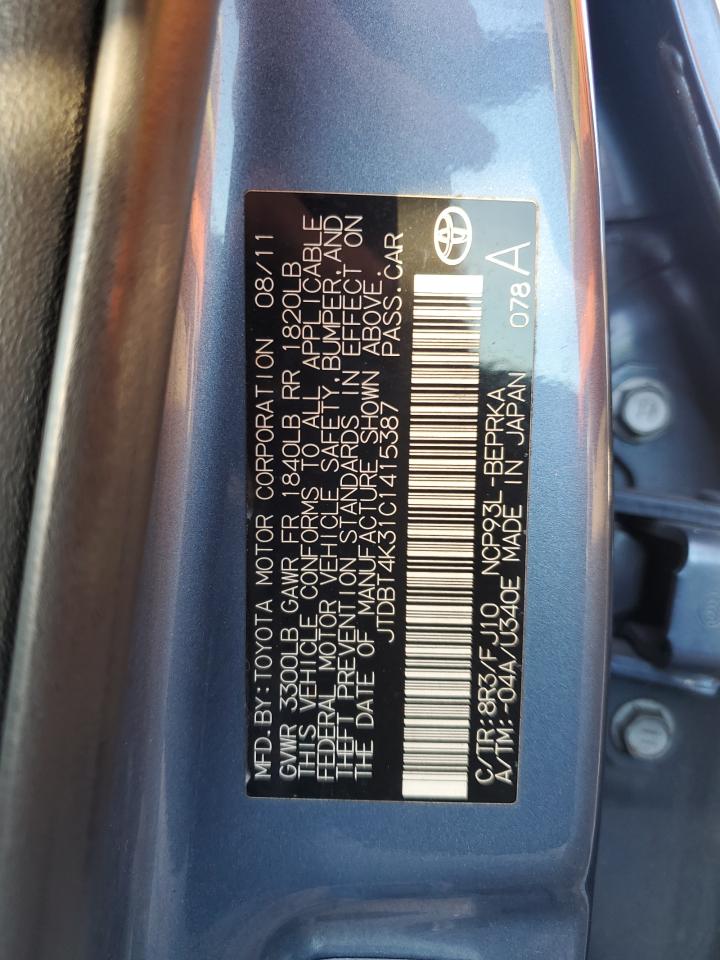 MFD. BY: TOYOTA MOTOR CORPORATION 08/11
GVWR 3300LB GAWR FR 1840LB RR 1820LB
THIS VEHICLE CONFORMS TO ALL APPLICABLE
FEDERAL MOTOR VEHICLE SAFETY, BUMPER, AND
THEFT PREVENTION STANDARDS IN EFFECT ON
THE DATE OF MANUFACTURE SHOWN ABOVE.
JTDBT4K31C1415387 PASS. CAR
C/TR: 8R3/FJ10 NCP93L -BEPRKA
A/TM: -04A/U340E MADE IN JAPAN 078 A